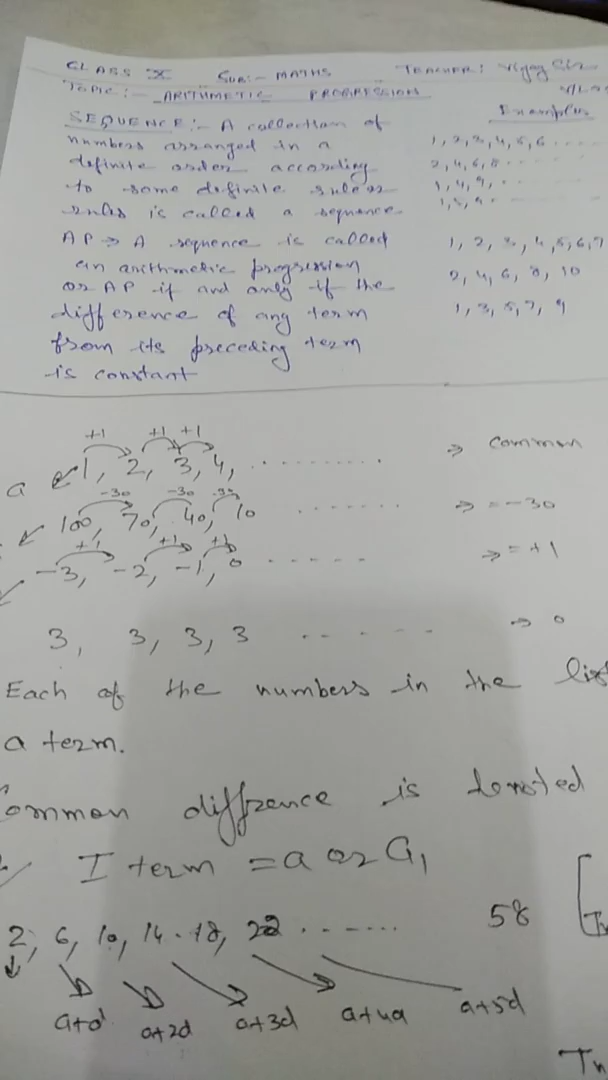 CLASS X SUB:- MATHS TEACHER: Vijay Sir
TOPIC:- ARITHMETIC PROGRESSION
Examples
SEQUENCE:- A collection of
numbers arranged in a
definite order according
to some definite rule or
rules is called a sequence.
1, 2, 3, 4, 5, 6 ....
2, 4, 6, 8 .....
1, 4, 9, .....
AP → A sequence is called
an arithmetic progression
or AP if and only if the
difference of any term
from its preceding term
is constant
1, 2, 3, 4, 5, 6, 7
2, 4, 6, 8, 10
1, 3, 5, 7, 9
+1 +1 +1
a 1, 2, 3, 4, ......... → common
-30 -30 -30
100, 70, 40, 10 ....... → = -30
+1 +1 +1
-3, -2, -1, 0 ...... → = +1
3, 3, 3, 3 ...... → 0
Each of the numbers in the list
a term.
Common diffrence is denoted
I term = a or a1
2, 6, 10, 14 . 18, 22 ....... 58
a+d a+2d a+3d a+4d a+5d